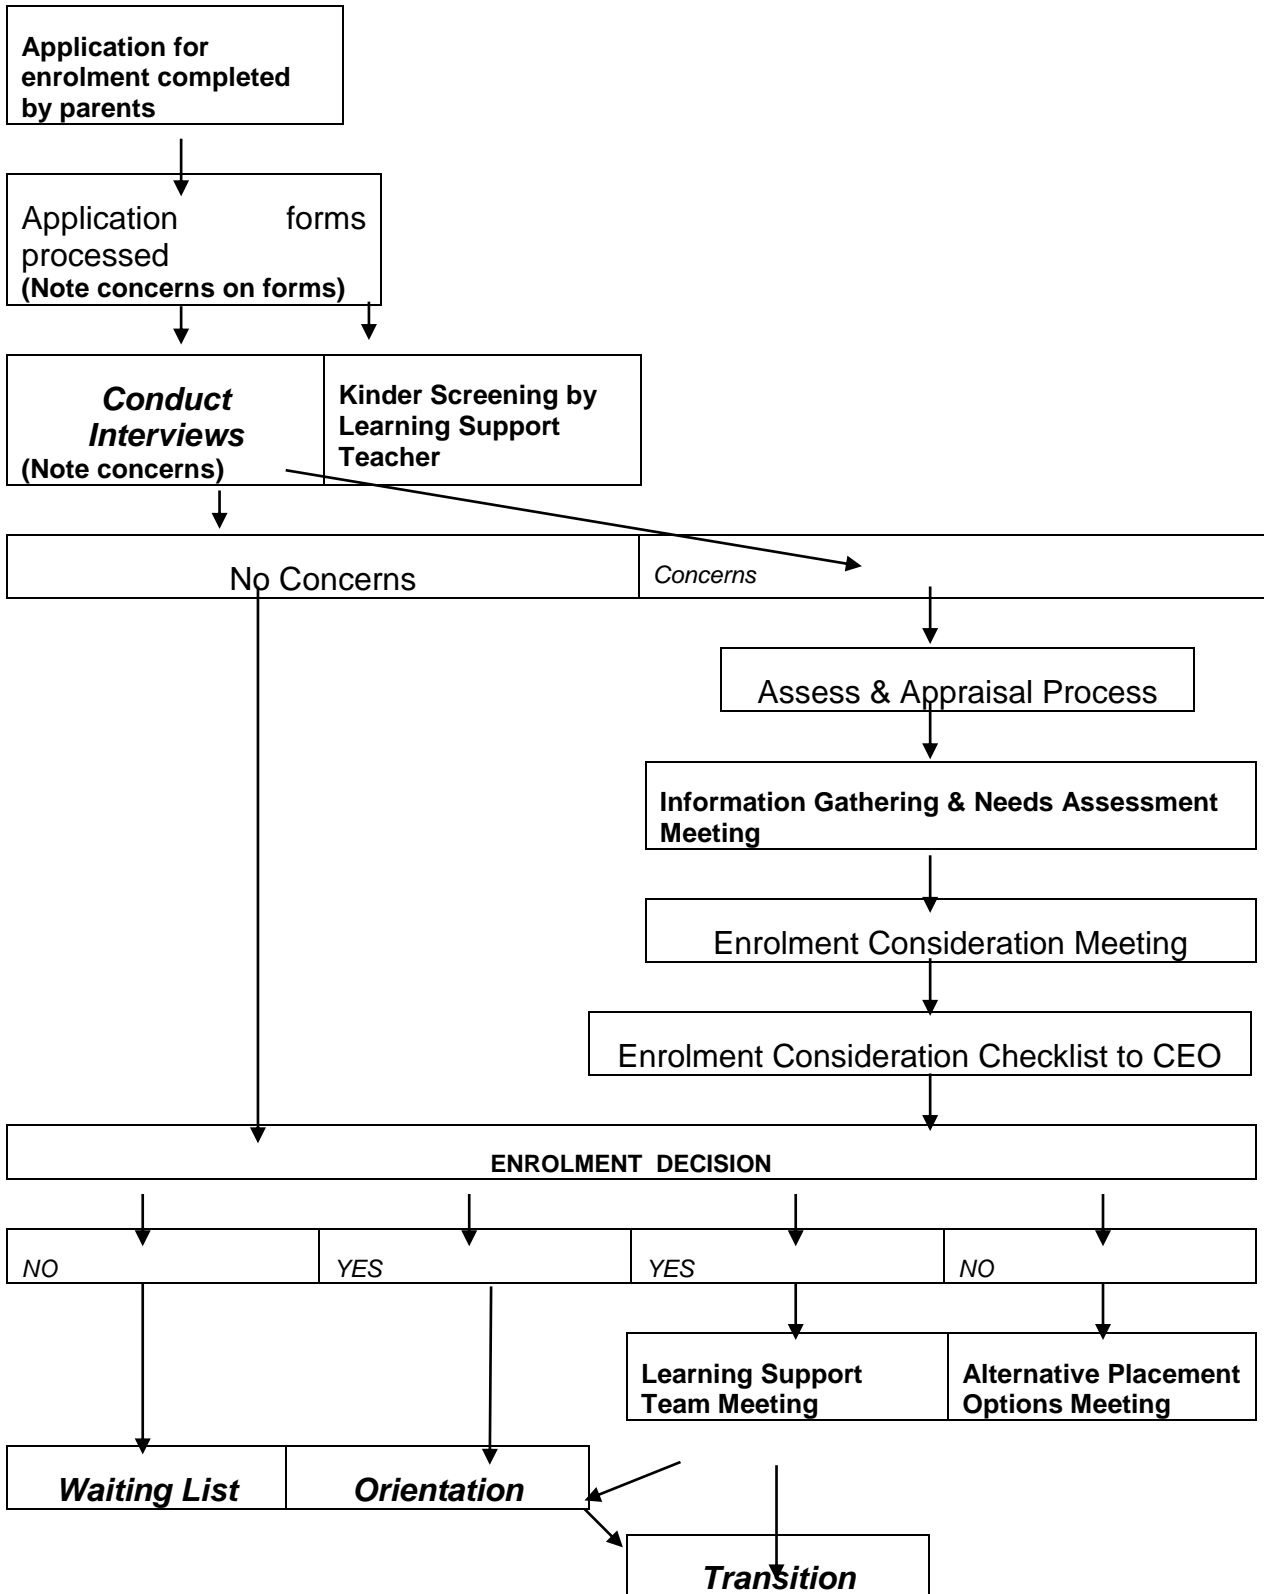 Application for
enrolment completed
by parents
Application forms
processed
(Note concerns on forms)
Conduct
Interviews
(Note concerns)
Kinder Screening by
Learning Support
Teacher
No Concerns
Concerns
Assess & Appraisal Process
Information Gathering & Needs Assessment
Meeting
Enrolment Consideration Meeting
Enrolment Consideration Checklist to CEO
ENROLMENT DECISION
NO
YES
YES
NO
Learning Support
Team Meeting
Alternative Placement
Options Meeting
Waiting List
Orientation
Transition